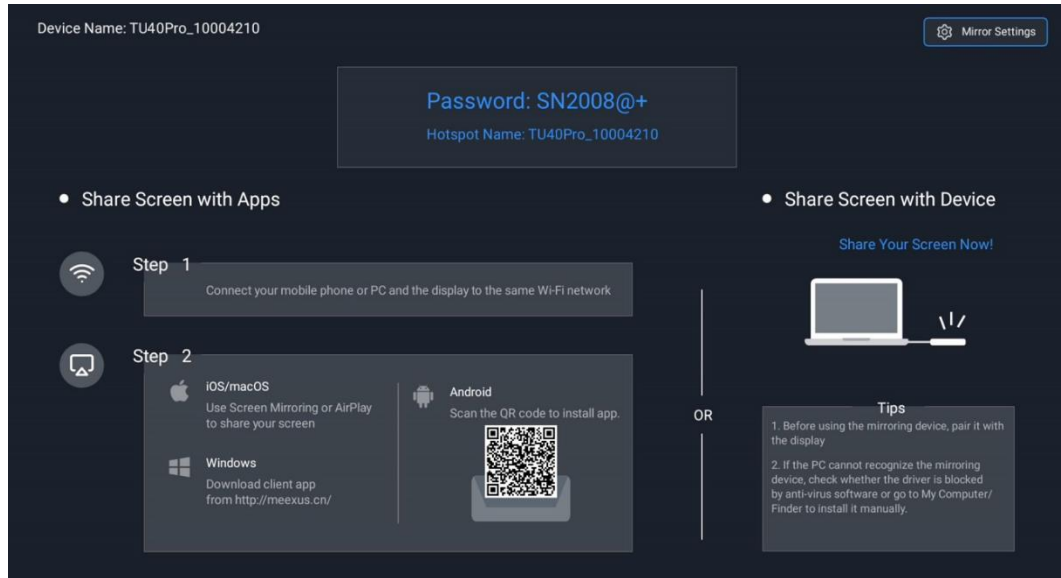 Device Name: TU40Pro_10004210
Mirror Settings
Password: SN2008@+
Hotspot Name: TU40Pro_10004210
Share Screen with Apps
Step 1
Connect your mobile phone or PC and the display to the same Wi-Fi network
Step 2
iOS/macOS
Use Screen Mirroring or AirPlay
to share your screen
Windows
Download client app
from http://meexus.cn/
Android
Scan the QR code to install app.
OR
Share Screen with Device
Share Your Screen Now!
Tips
1. Before using the mirroring device, pair it with
the display
2. If the PC cannot recognize the mirroring
device, check whether the driver is blocked
by anti-virus software or go to My Computer/
Finder to install it manually.